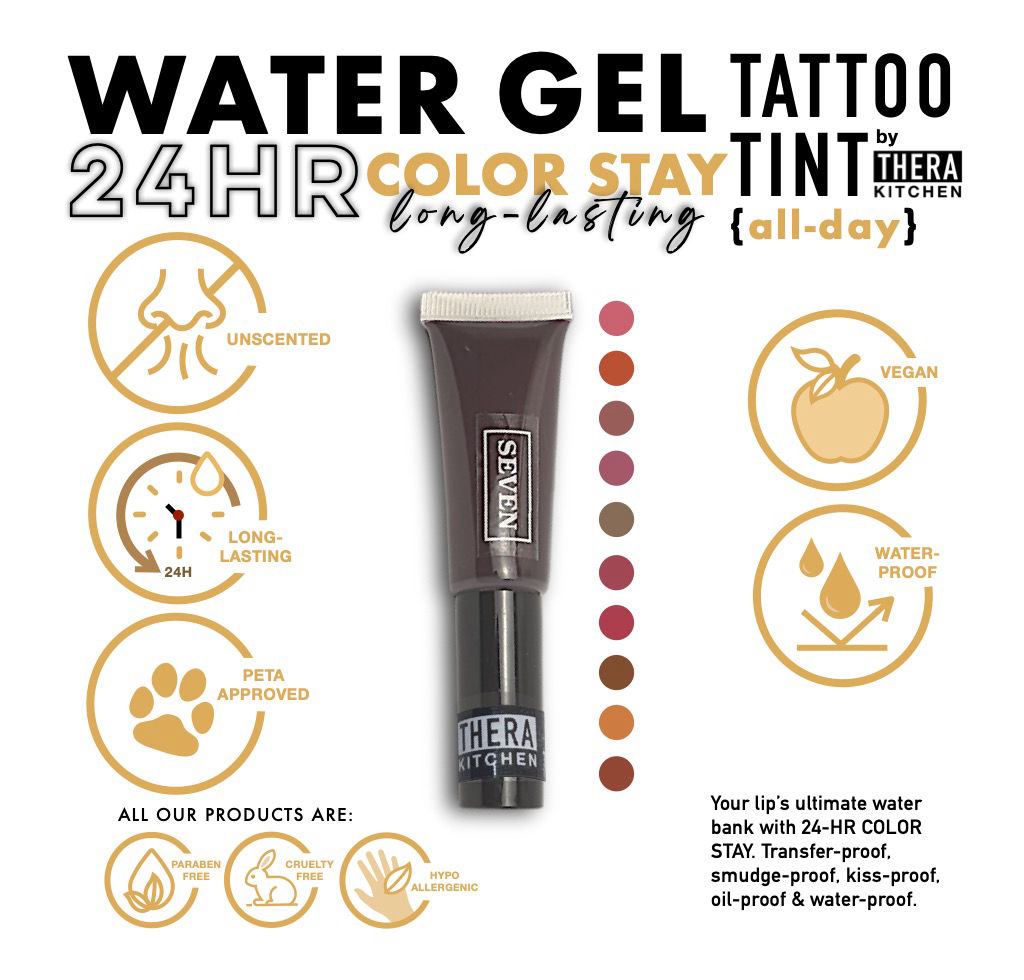 WATER GEL TATTOO
24HR COLOR STAY TINT by THERA KITCHEN
long-lasting {all-day}
UNSCENTED
LONG-
LASTING
24H
PETA
APPROVED
SEVEN
THERA
KITCHEN
VEGAN
WATER-
PROOF
ALL OUR PRODUCTS ARE:
PARABEN
FREE
CRUELTY
FREE
HYPO
ALLERGENIC
Your lip's ultimate water
bank with 24-HR COLOR
STAY. Transfer-proof,
smudge-proof, kiss-proof,
oil-proof & water-proof.